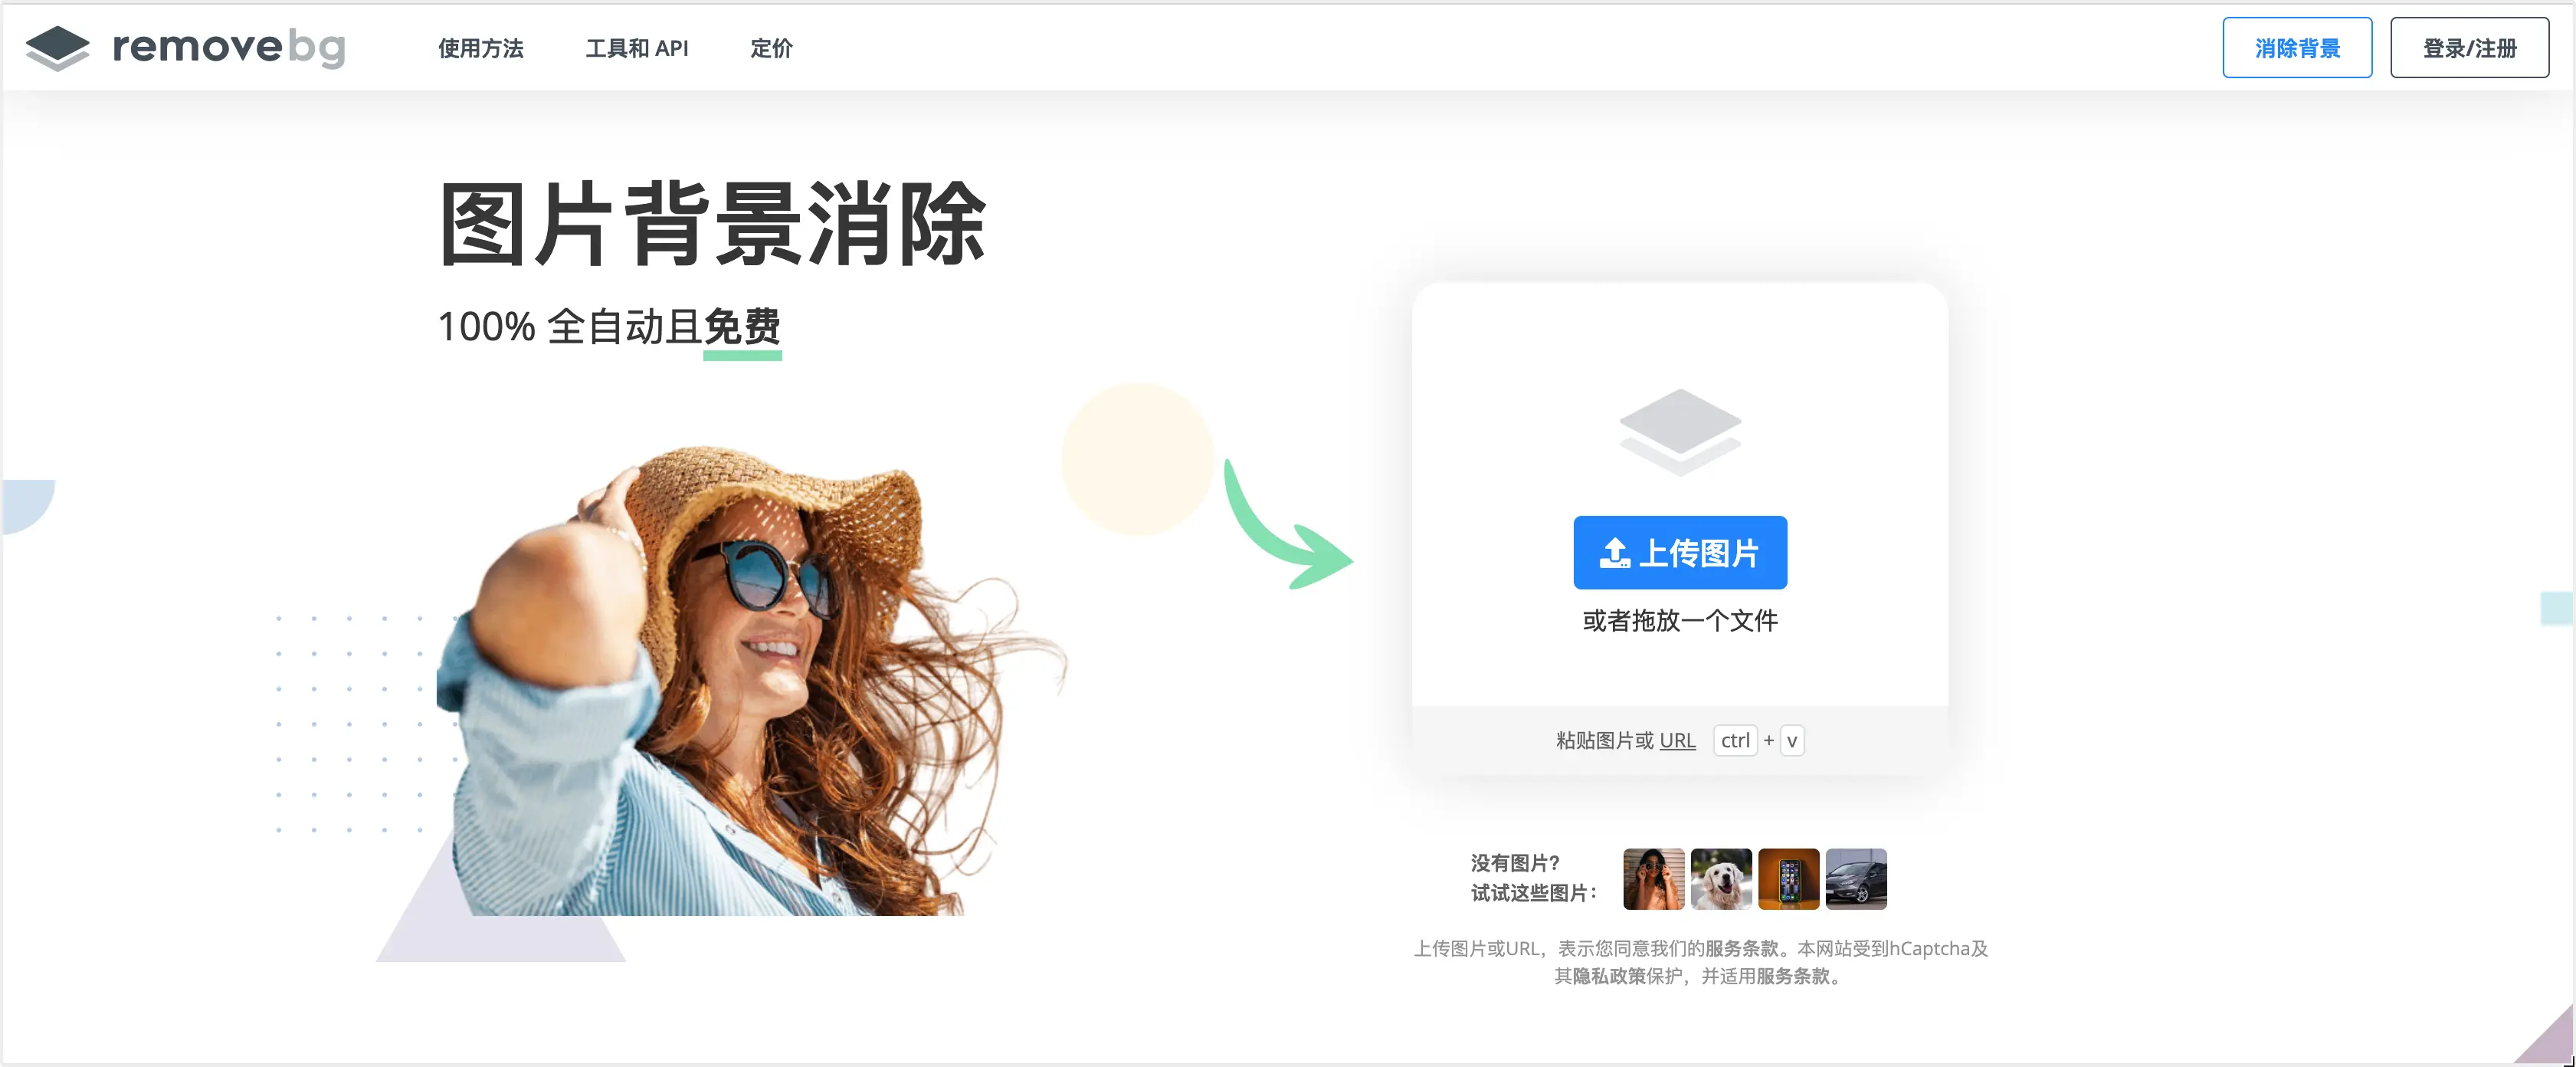 removebg
使用方法
工具和 API
定价
消除背景
登录/注册
图片背景消除
100% 全自动且免费
上传图片
或者拖放一个文件
粘贴图片或 URL ctrl + v
没有图片?
试试这些图片：
上传图片或URL，表示您同意我们的服务条款。本网站受到hCaptcha及
其隐私政策保护，并适用服务条款。